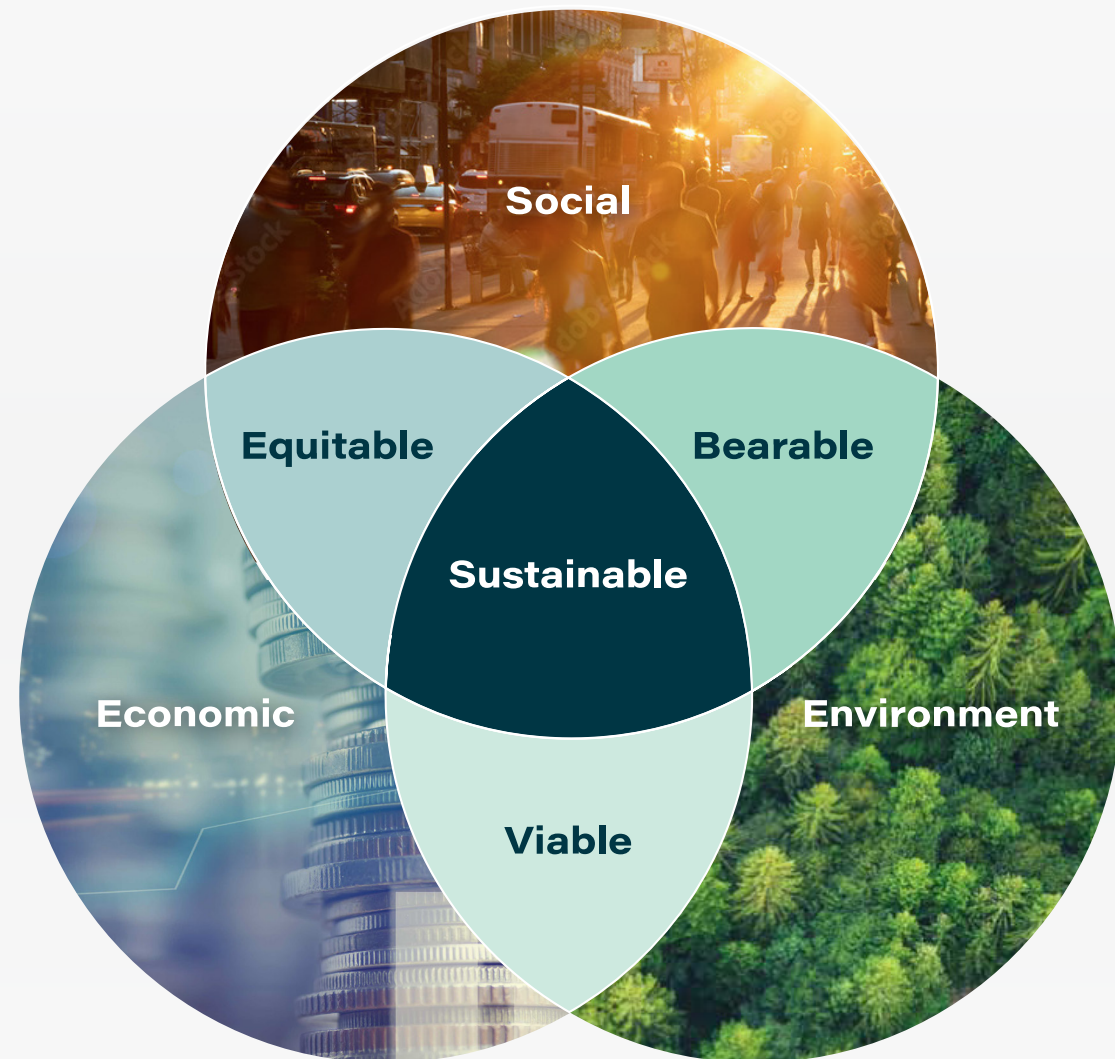 Social
Equitable
Bearable
Sustainable
Economic
Environment
Viable